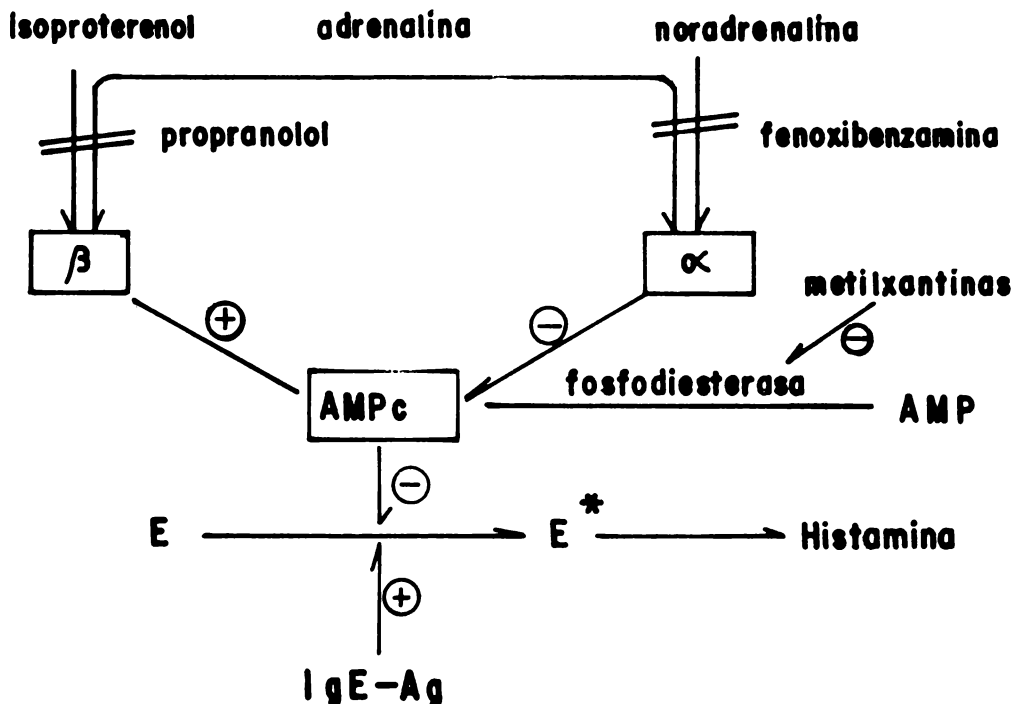 isoproterenol adrenalina noradrenalina
propranolol fenoxibenzamina
β α
metilxantinas
+ −
−
fosfodiesterasa
AMPc AMP
−
E E* Histamina
+
IgE-Ag